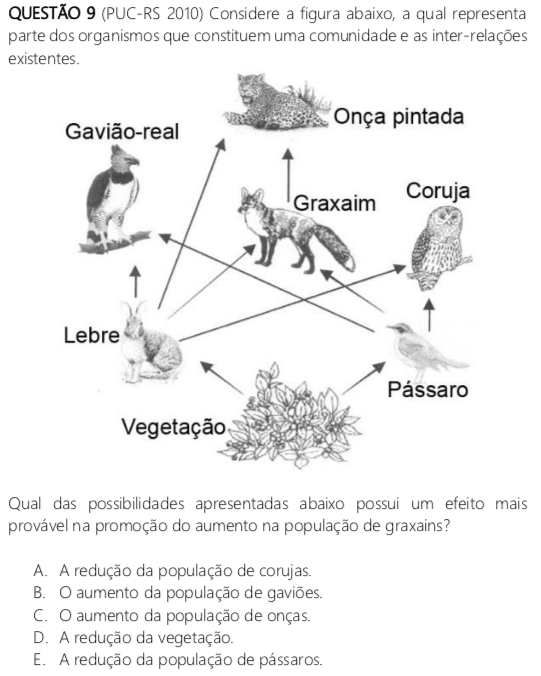 QUESTÃO 9 (PUC-RS 2010) Considere a figura abaixo, a qual representa
parte dos organismos que constituem uma comunidade e as inter-relações
existentes.
Onça pintada
Gavião-real
Graxaim
Coruja
Lebre
Pássaro
Vegetação
Qual das possibilidades apresentadas abaixo possui um efeito mais
provável na promoção do aumento na população de graxains?
A. A redução da população de corujas.
B. O aumento da população de gaviões.
C. O aumento da população de onças.
D. A redução da vegetação.
E. A redução da população de pássaros.